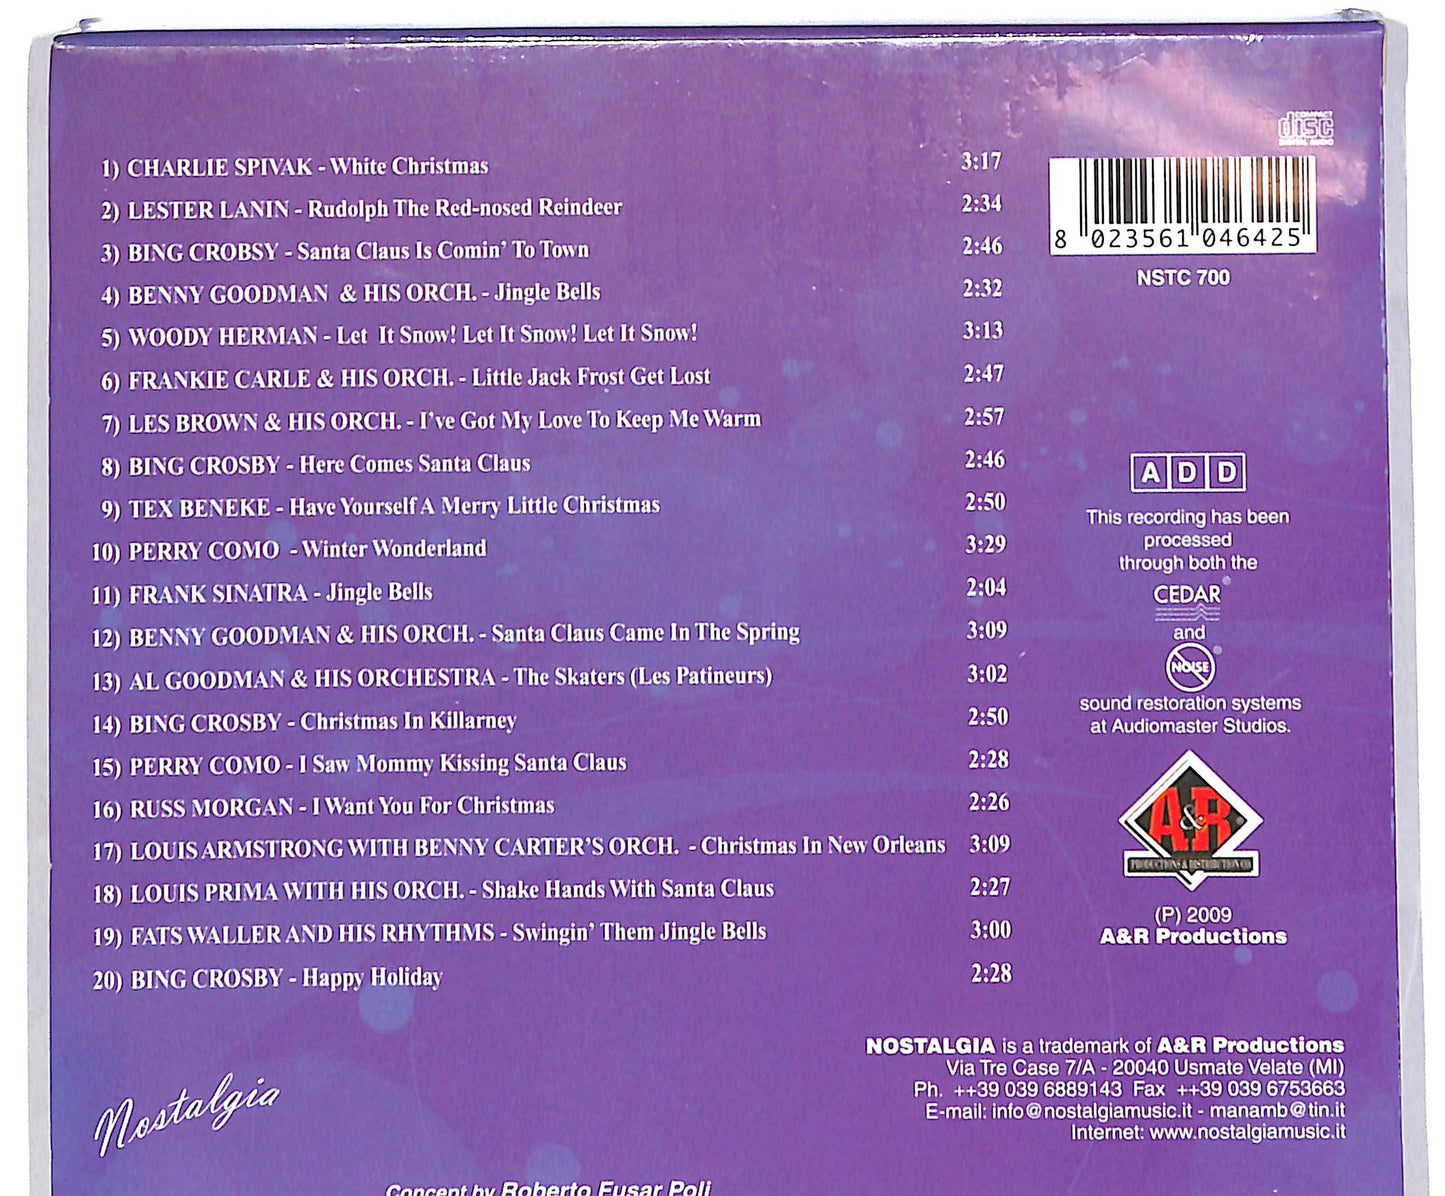 1) CHARLIE SPIVAK - White Christmas 3:17
2) LESTER LANIN - Rudolph The Red-nosed Reindeer 2:34
3) BING CROBSY - Santa Claus Is Comin' To Town 2:46
4) BENNY GOODMAN & HIS ORCH. - Jingle Bells 2:32
5) WOODY HERMAN - Let It Snow! Let It Snow! Let It Snow! 3:13
6) FRANKIE CARLE & HIS ORCH. - Little Jack Frost Get Lost 2:47
7) LES BROWN & HIS ORCH. - I've Got My Love To Keep Me Warm 2:57
8) BING CROSBY - Here Comes Santa Claus 2:46
9) TEX BENEKE - Have Yourself A Merry Little Christmas 2:50
10) PERRY COMO - Winter Wonderland 3:29
11) FRANK SINATRA - Jingle Bells 2:04
12) BENNY GOODMAN & HIS ORCH. - Santa Claus Came In The Spring 3:09
13) AL GOODMAN & HIS ORCHESTRA - The Skaters (Les Patineurs) 3:02
14) BING CROSBY - Christmas In Killarney 2:50
15) PERRY COMO - I Saw Mommy Kissing Santa Claus 2:28
16) RUSS MORGAN - I Want You For Christmas 2:26
17) LOUIS ARMSTRONG WITH BENNY CARTER'S ORCH. - Christmas In New Orleans 3:09
18) LOUIS PRIMA WITH HIS ORCH. - Shake Hands With Santa Claus 2:27
19) FATS WALLER AND HIS RHYTHMS - Swingin' Them Jingle Bells 3:00
20) BING CROSBY - Happy Holiday 2:28
COMPACT
disc
DIGITAL AUDIO
8 023561 046425
NSTC 700
A D D
This recording has been
processed
through both the
CEDAR
and
NOISE
sound restoration systems
at Audiomaster Studios.
A&R
PRODUCTIONS & DISTRIBUTION CO
(P) 2009
A&R Productions
NOSTALGIA is a trademark of A&R Productions
Via Tre Case 7/A - 20040 Usmate Velate (MI)
Ph. ++39 039 6889143 Fax ++39 039 6753663
E-mail: info@nostalgiamusic.it - manamb@tin.it
Internet: www.nostalgiamusic.it
Nostalgia
Concept by Roberto Fusar Poli